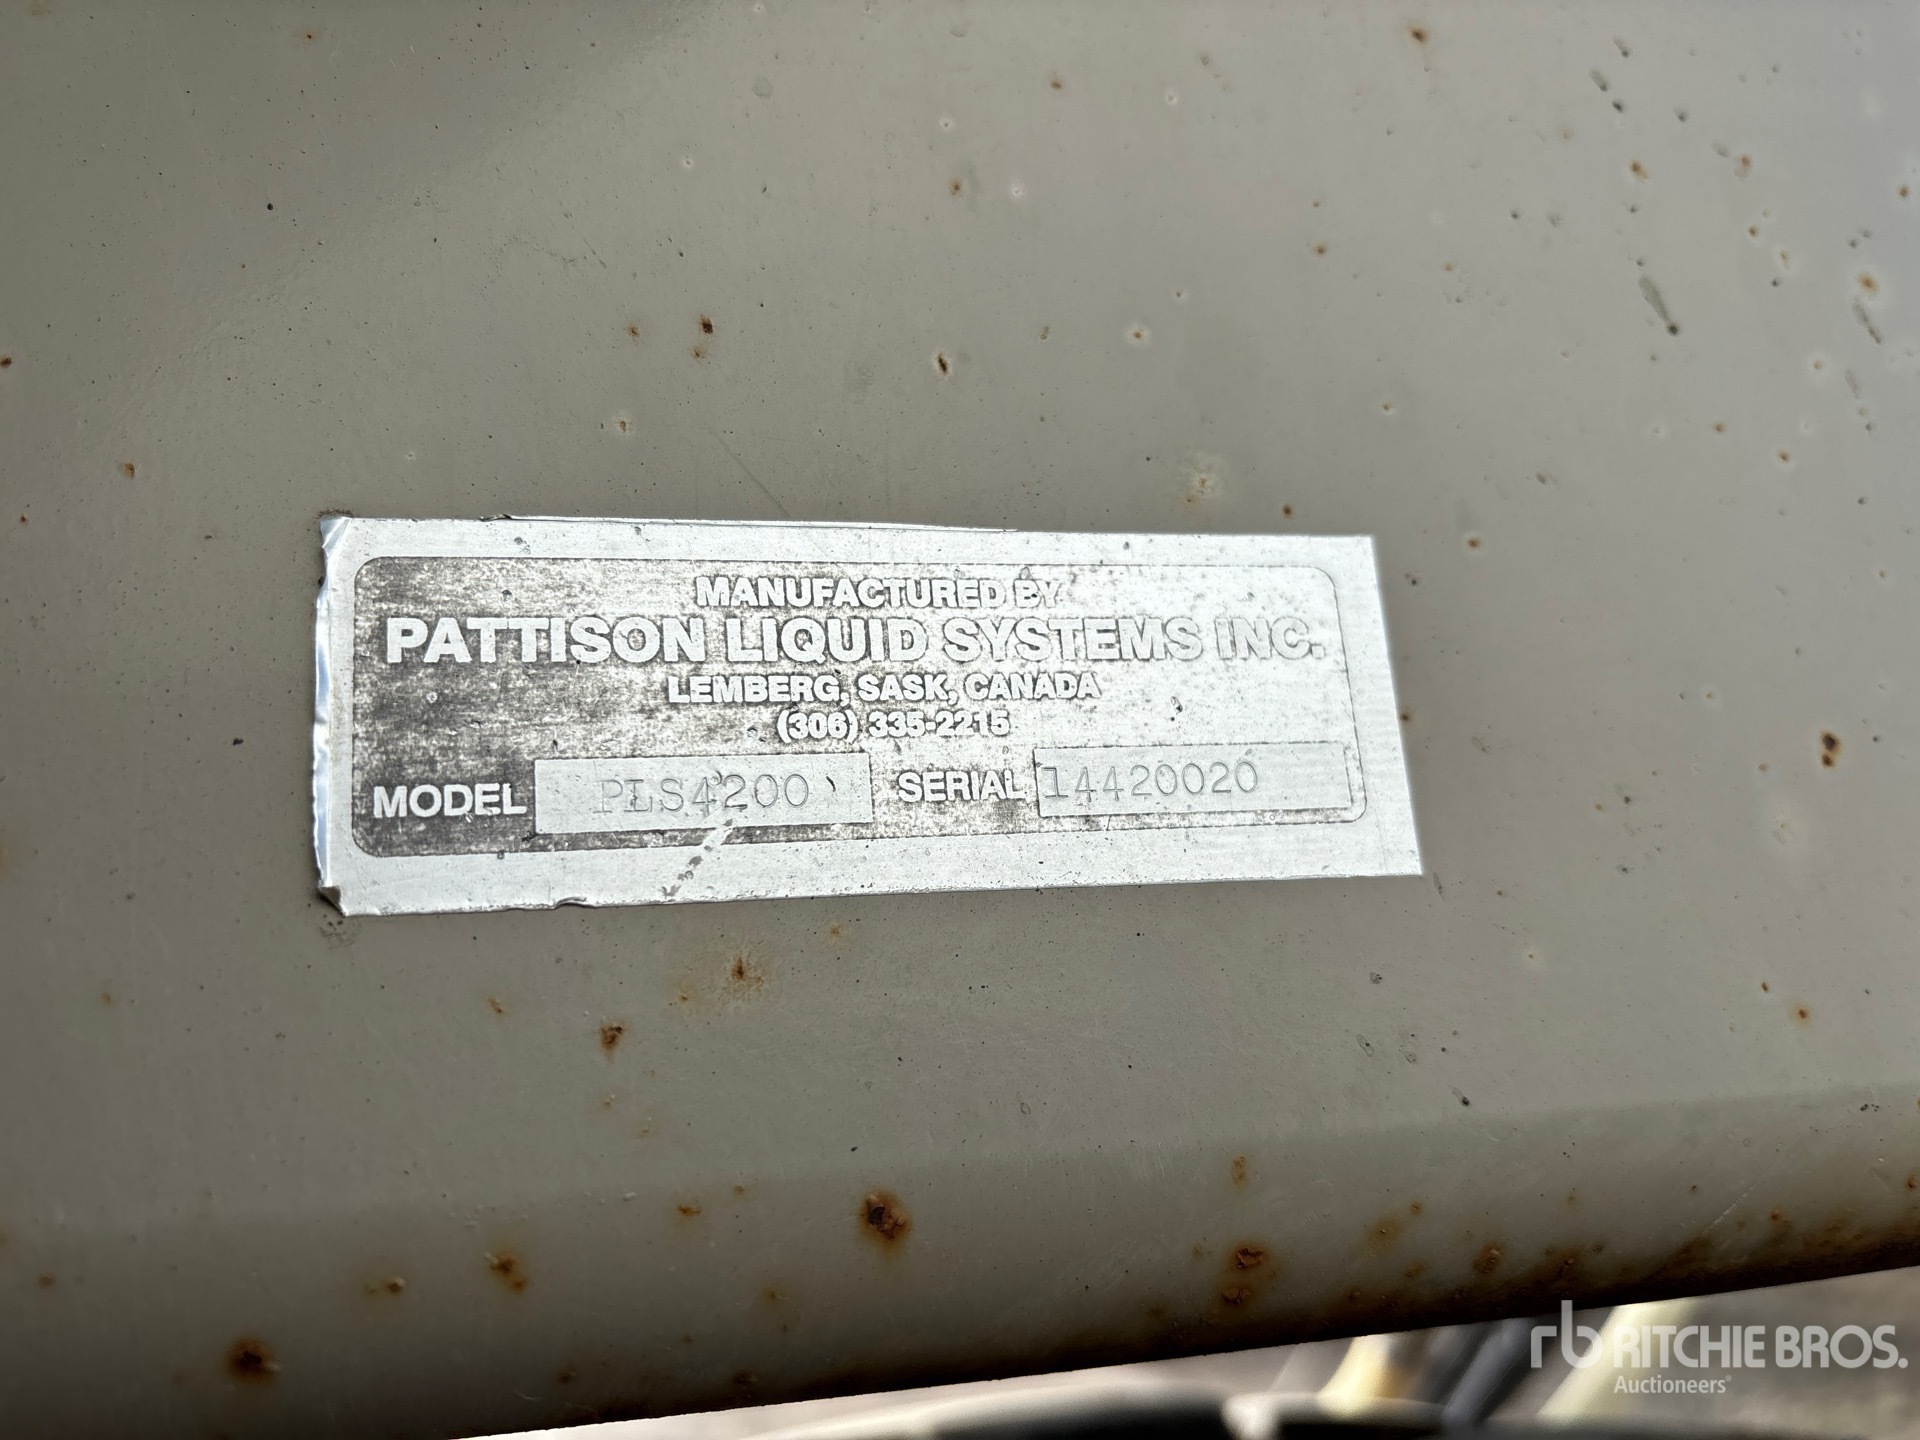 MANUFACTURED BY
PATTISON LIQUID SYSTEMS INC.
LEMBERG, SASK, CANADA
(306) 335-2215
MODEL PLS4200 SERIAL 14420020
rb RITCHIE BROS.
Auctioneers